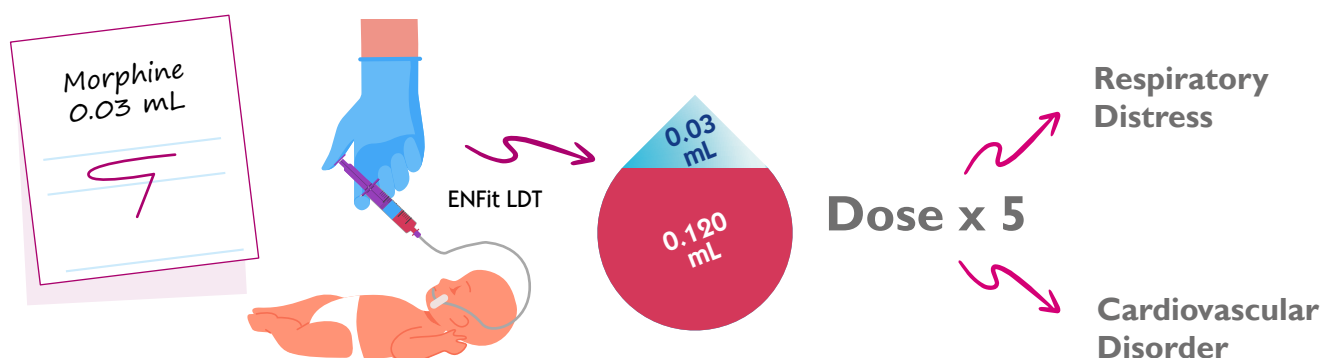 Morphine
0.03 mL
ENFit LDT
0.03
mL
0.120
mL
Dose x 5
Respiratory
Distress
Cardiovascular
Disorder